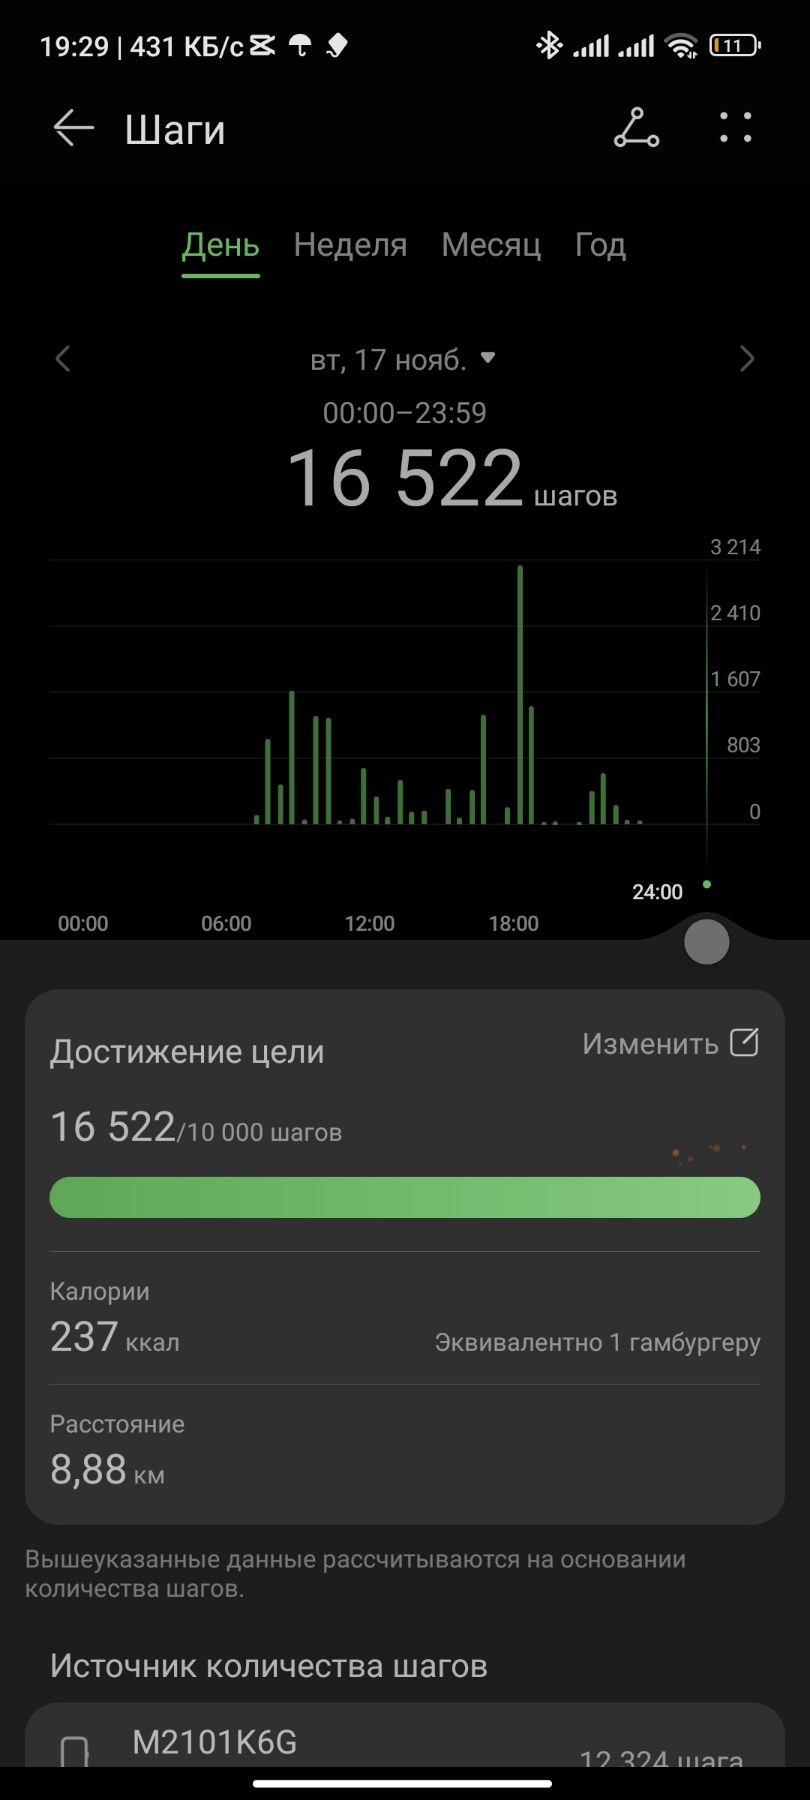 19:29 | 431 КБ/с 11
Шаги
День Неделя Месяц Год
вт, 17 нояб.
00:00–23:59
16 522 шагов
3 214
2 410
1 607
803
0
24:00
00:00 06:00 12:00 18:00
Достижение цели Изменить
16 522/10 000 шагов
Калории
237 ккал Эквивалентно 1 гамбургеру
Расстояние
8,88 км
Вышеуказанные данные рассчитываются на основании
количества шагов.
Источник количества шагов
M2101K6G
12 324 шага